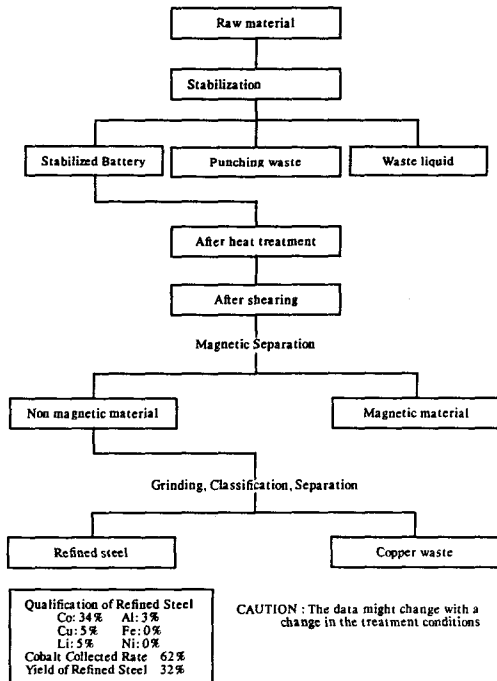 Raw material
Stabilization
Stabilized Battery
Punching waste
Waste liquid
After heat treatment
After shearing
Magnetic Separation
Non magnetic material
Magnetic material
Grinding, Classification, Separation
Refined steel
Copper waste
Qualification of Refined Steel
Co: 34% Al: 3%
Cu: 5% Fe: 0%
Li: 5% Ni: 0%
Cobalt Collected Rate 62%
Yield of Refined Steel 32%
CAUTION : The data might change with a
change in the treatment conditions